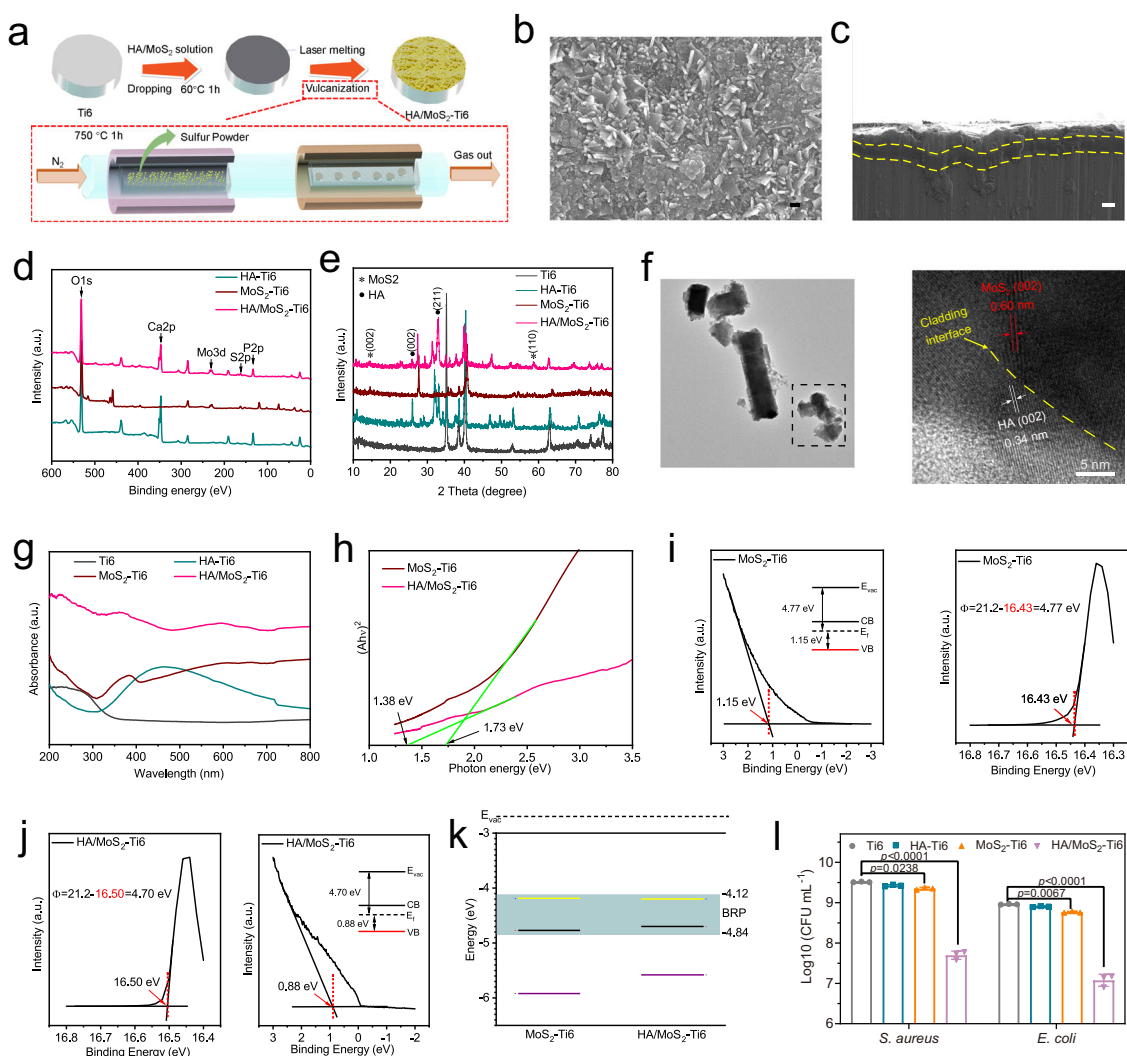 a
HA/MoS₂ solution
Laser melting
Dropping 60°C 1h
Vulcanization
Ti6
HA/MoS₂-Ti6
750 °C 1h
Sulfur Powder
N₂
Gas out
b
c
d
O1s
HA-Ti6
MoS₂-Ti6
HA/MoS₂-Ti6
Ca2p
Mo3d
S2p
P2p
Intensity (a.u.)
600 500 400 300 200 100 0
Binding energy (eV)
e
* MoS2
● HA
Ti6
HA-Ti6
MoS₂-Ti6
HA/MoS₂-Ti6
*(002)
●(002)
●(211)
*(110)
Intensity (a.u.)
10 20 30 40 50 60 70 80
2 Theta (degree)
f
MoS₂ (002)
0.60 nm
Cladding
interface
HA (002)
0.34 nm
5 nm
g
Ti6
HA-Ti6
MoS₂-Ti6
HA/MoS₂-Ti6
Absorbance (a.u.)
200 300 400 500 600 700 800
Wavelength (nm)
h
MoS₂-Ti6
HA/MoS₂-Ti6
(Ahν)²
1.38 eV
1.73 eV
1.0 1.5 2.0 2.5 3.0 3.5
Photon energy (eV)
i
MoS₂-Ti6
Evac
4.77 eV
CB
Ef
1.15 eV
VB
1.15 eV
Intensity (a.u.)
3 2 1 0 -1 -2 -3
Binding Energy (eV)
MoS₂-Ti6
Φ=21.2-16.43=4.77 eV
16.43 eV
Intensity (a.u.)
16.8 16.7 16.6 16.5 16.4 16.3
Binding Energy (eV)
j
HA/MoS₂-Ti6
Φ=21.2-16.50=4.70 eV
16.50 eV
Intensity (a.u.)
16.8 16.7 16.6 16.5 16.4
Binding Energy (eV)
HA/MoS₂-Ti6
Evac
4.70 eV
CB
Ef
0.88 eV
VB
0.88 eV
Intensity (a.u.)
3 2 1 0 -1 -2
Binding Energy (eV)
k
Evac
-3
-4
-5
-6
-4.12
BRP
-4.84
Energy (eV)
MoS₂-Ti6 HA/MoS₂-Ti6
l
Ti6 HA-Ti6 MoS₂-Ti6 HA/MoS₂-Ti6
p<0.0001
p=0.0238
p<0.0001
p=0.0067
10
9
8
7
6
Log10 (CFU mL⁻¹)
S. aureus E. coli